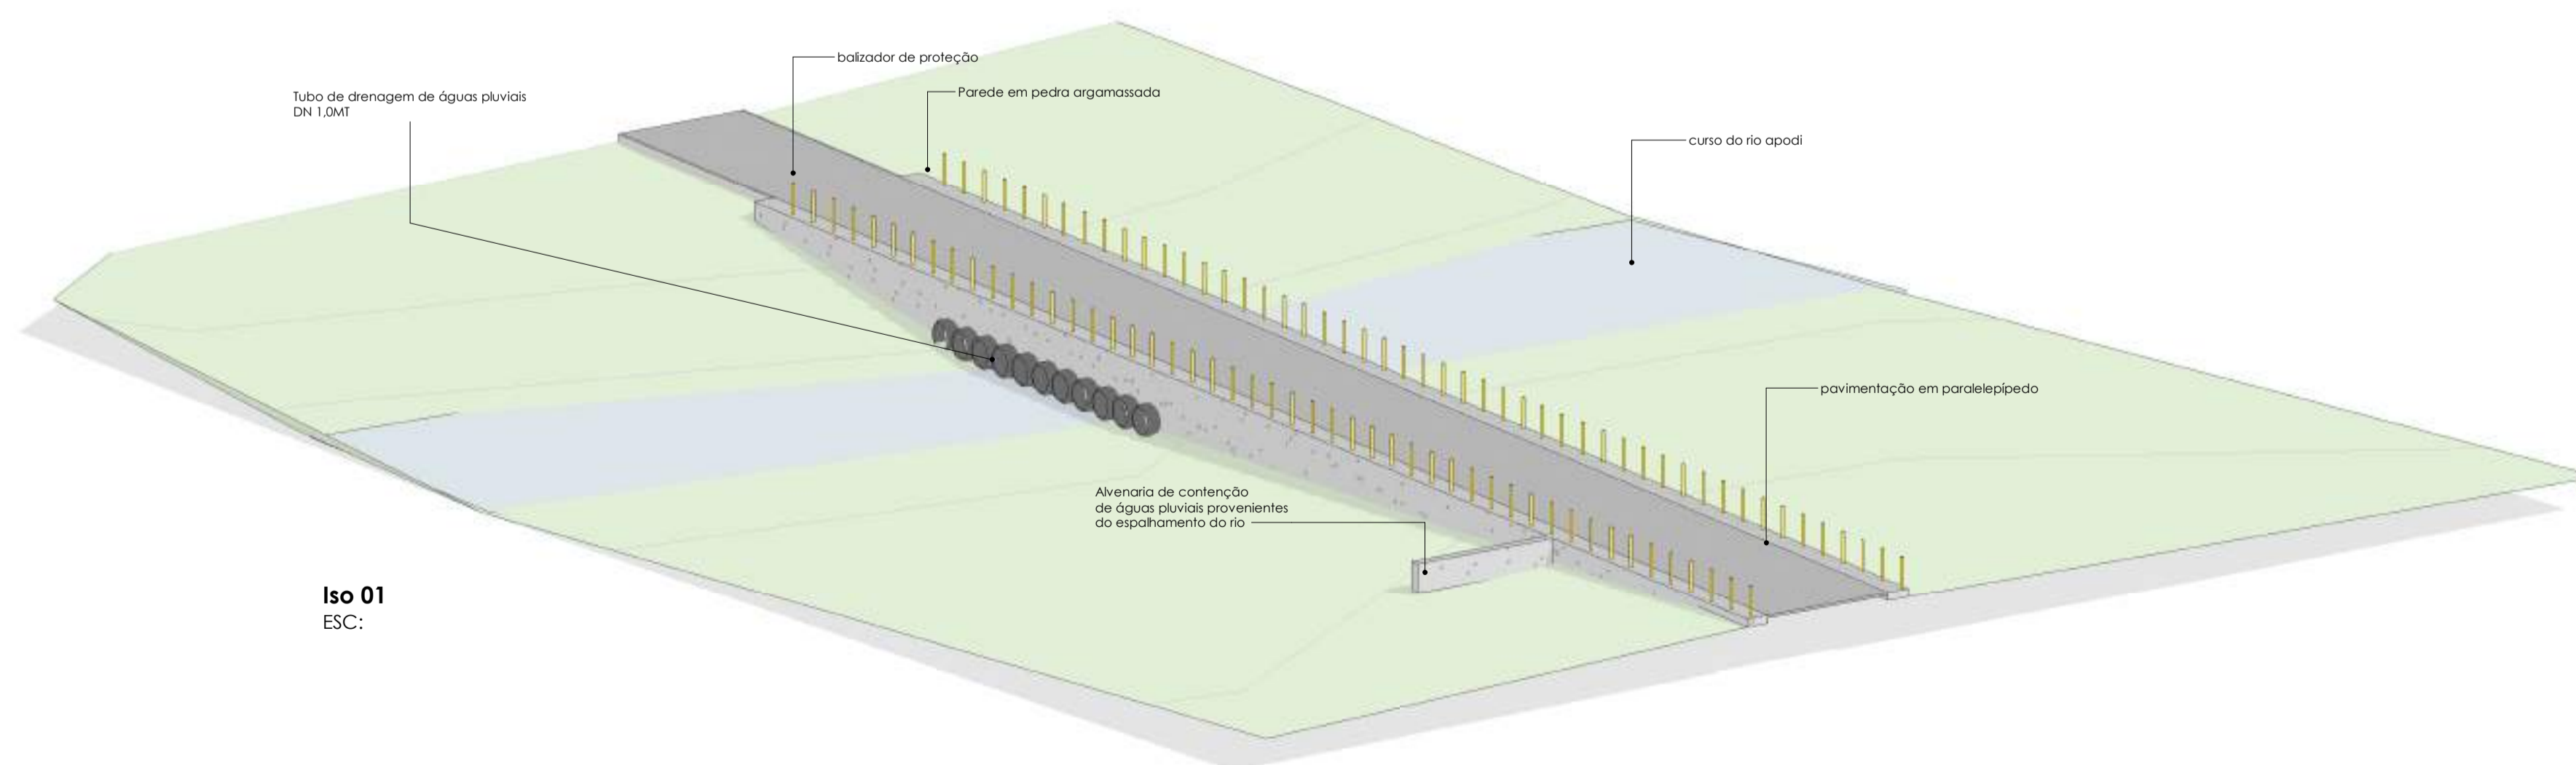 balizador de proteção
Parede em pedra argamassada
Tubo de drenagem de águas pluviais
DN 1,0MT
curso do rio apodi
pavimentação em paralelepípedo
Alvenaria de contenção
de águas pluviais provenientes
do espalhamento do rio
Iso 01
ESC: